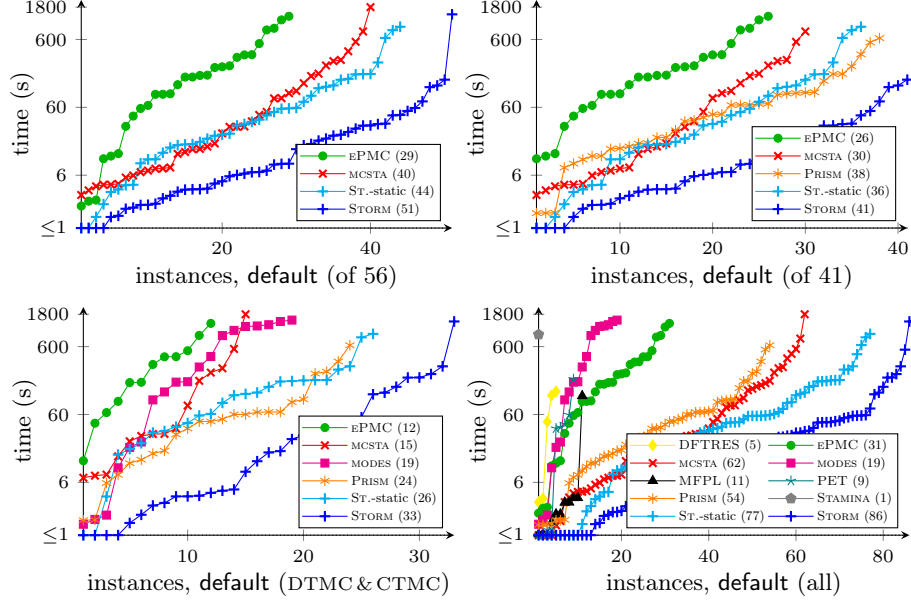 1800
600
60
6
≤1
time (s)
20
40
instances, default (of 56)
EPMC (29)
MCSTA (40)
ST.-static (44)
STORM (51)
1800
600
60
6
≤1
time (s)
10
20
30
40
instances, default (of 41)
EPMC (26)
MCSTA (30)
PRISM (38)
ST.-static (36)
STORM (41)
1800
600
60
6
≤1
time (s)
10
20
30
instances, default (DTMC & CTMC)
EPMC (12)
MCSTA (15)
MODES (19)
PRISM (24)
ST.-static (26)
STORM (33)
1800
600
60
6
≤1
time (s)
20
40
60
80
instances, default (all)
DFTRES (5) EPMC (31)
MCSTA (62) MODES (19)
MFPL (11) PET (9)
PRISM (54) STAMINA (1)
ST.-static (77) STORM (86)